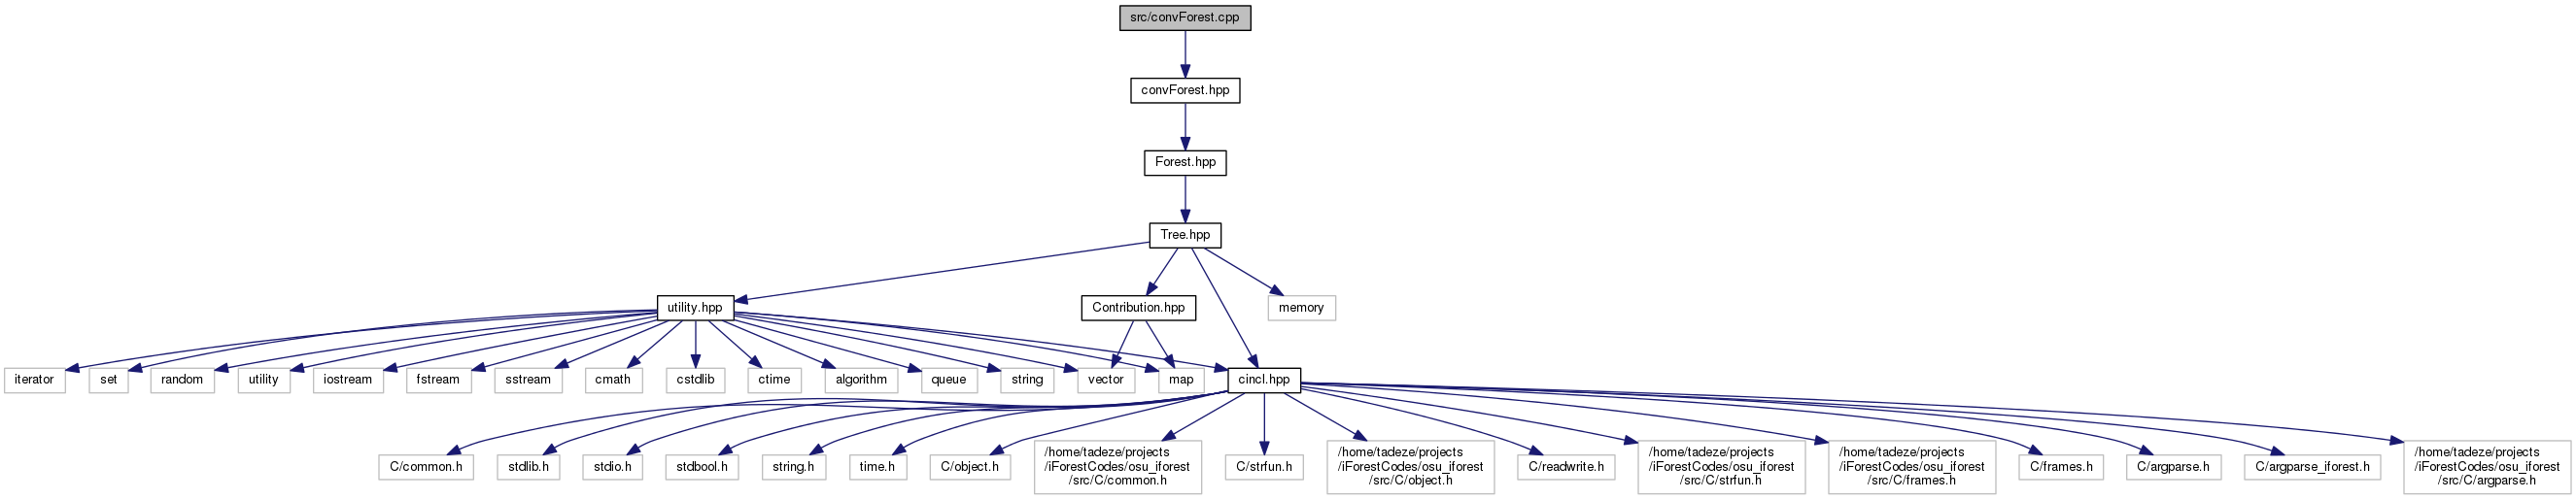 src/convForest.cpp
convForest.hpp
Forest.hpp
Tree.hpp
utility.hpp
Contribution.hpp
memory
iterator
set
random
utility
iostream
fstream
sstream
cmath
cstdlib
ctime
algorithm
queue
string
vector
map
cincl.hpp
C/common.h
stdlib.h
stdio.h
stdbool.h
string.h
time.h
C/object.h
/home/tadeze/projects
/iForestCodes/osu_iforest
/src/C/common.h
C/strfun.h
/home/tadeze/projects
/iForestCodes/osu_iforest
/src/C/object.h
C/readwrite.h
/home/tadeze/projects
/iForestCodes/osu_iforest
/src/C/strfun.h
/home/tadeze/projects
/iForestCodes/osu_iforest
/src/C/frames.h
C/frames.h
C/argparse.h
C/argparse_iforest.h
/home/tadeze/projects
/iForestCodes/osu_iforest
/src/C/argparse.h